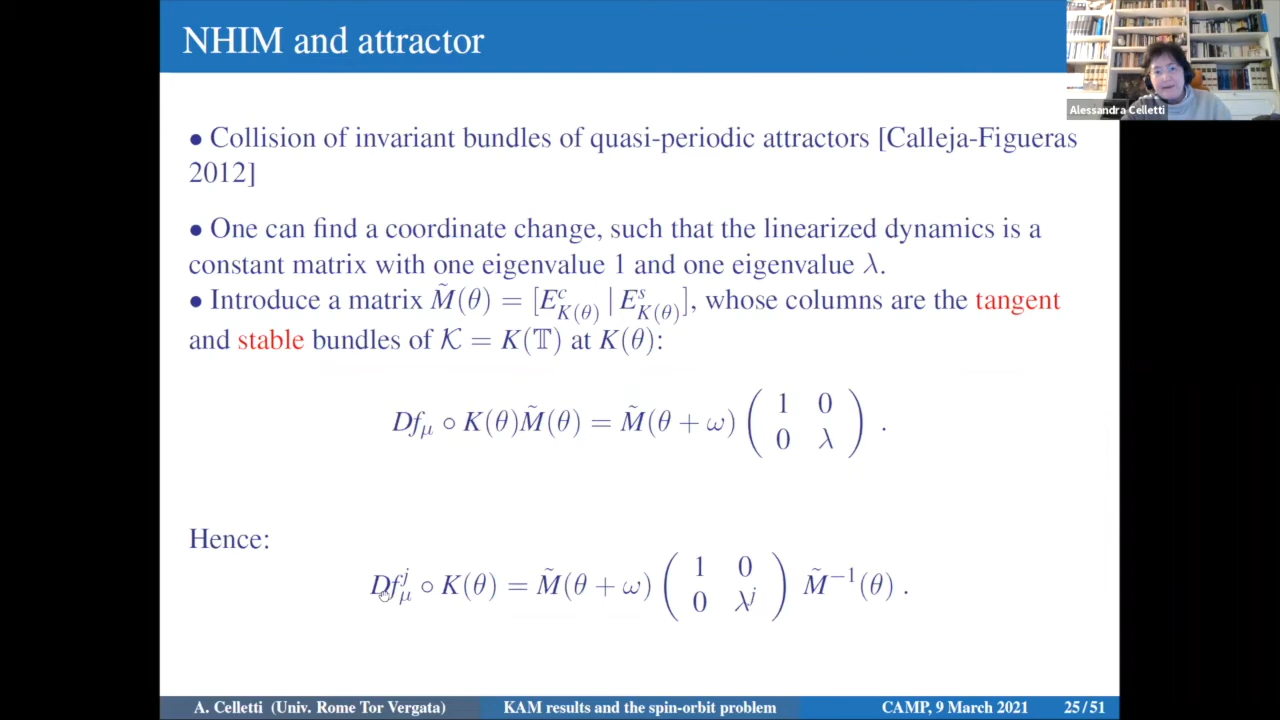 NHIM and attractor
Alessandra Celletti
• Collision of invariant bundles of quasi-periodic attractors [Calleja-Figueras
2012]
• One can find a coordinate change, such that the linearized dynamics is a
constant matrix with one eigenvalue 1 and one eigenvalue λ.
• Introduce a matrix M̃(θ) = [E^c_{K(θ)} | E^s_{K(θ)}], whose columns are the tangent
and stable bundles of 𝒦 = K(𝕋) at K(θ):
Df_μ ∘ K(θ)M̃(θ) = M̃(θ + ω) ( 1 0 0 λ ) .
Hence:
Df^j_μ ∘ K(θ) = M̃(θ + ω) ( 1 0 0 λ^j ) M̃^{−1}(θ) .
A. Celletti (Univ. Rome Tor Vergata) KAM results and the spin-orbit problem CAMP, 9 March 2021 25 / 51